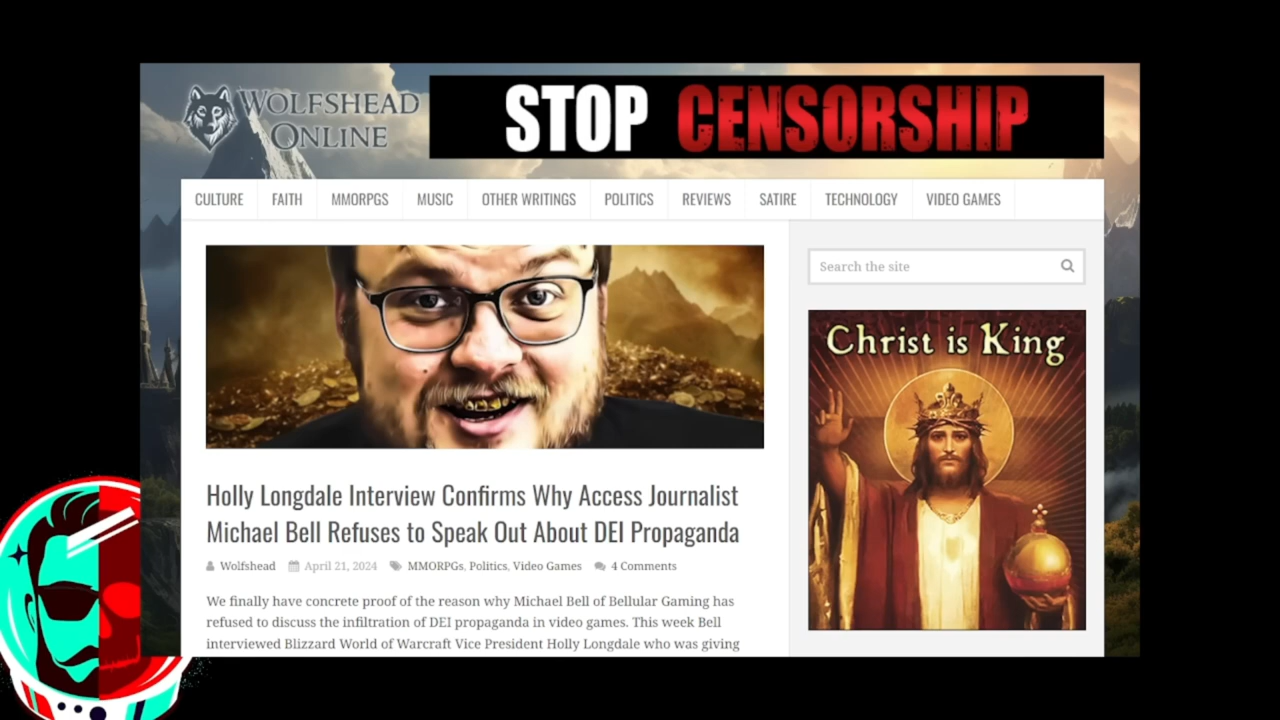 WOLFSHEAD
ONLINE
STOP CENSORSHIP
CULTURE FAITH MMORPGS MUSIC OTHER WRITINGS POLITICS REVIEWS SATIRE TECHNOLOGY VIDEO GAMES
Search the site
Christ is King
Holly Longdale Interview Confirms Why Access Journalist
Michael Bell Refuses to Speak Out About DEI Propaganda
Wolfshead April 21, 2024 MMORPGs, Politics, Video Games 4 Comments
We finally have concrete proof of the reason why Michael Bell of Bellular Gaming has
refused to discuss the infiltration of DEI propaganda in video games. This week Bell
interviewed Blizzard World of Warcraft Vice President Holly Longdale who was giving